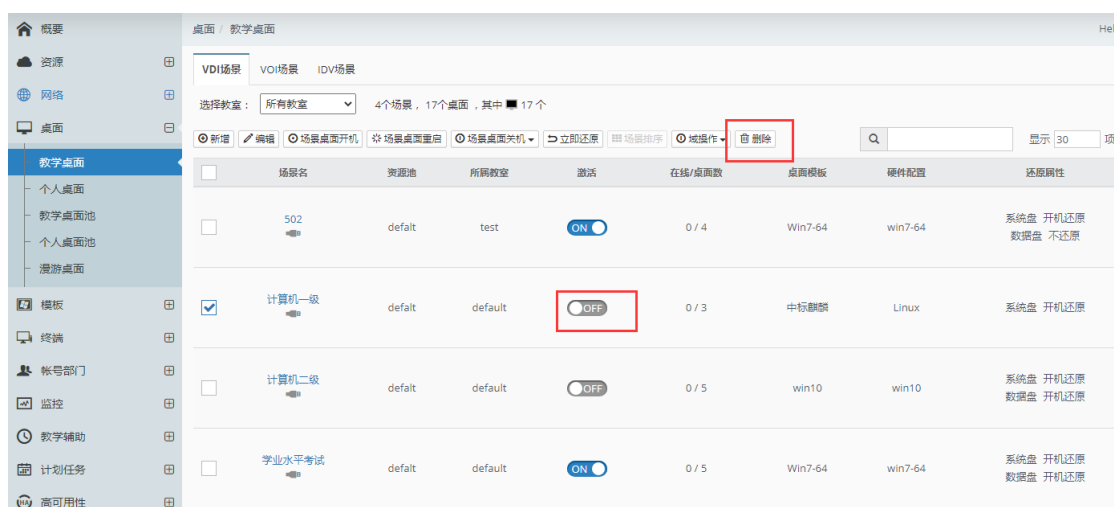 概要
资源
网络
桌面
教学桌面
个人桌面
教学桌面池
个人桌面池
漫游桌面
模板
终端
帐号部门
监控
教学辅助
计划任务
HA 高可用性
桌面 / 教学桌面
Hel
VDI场景 VOI场景 IDV场景
选择教室： 所有教室 4个场景 , 17个桌面 , 其中 17 个
新增 编辑 场景桌面开机 场景桌面重启 场景桌面关机 立即还原 场景排序 域操作 删除 显示 30 项
场景名 资源池 所属教室 激活 在线/桌面数 桌面模板 硬件配置 还原属性
502 defalt test ON 0 / 4 Win7-64 win7-64 系统盘 开机还原
数据盘 不还原
计算机一级 defalt default OFF 0 / 3 中标麒麟 Linux 系统盘 开机还原
计算机二级 defalt default OFF 0 / 5 win10 win10 系统盘 开机还原
数据盘 开机还原
学业水平考试 defalt default ON 0 / 5 Win7-64 win7-64 系统盘 开机还原
数据盘 开机还原